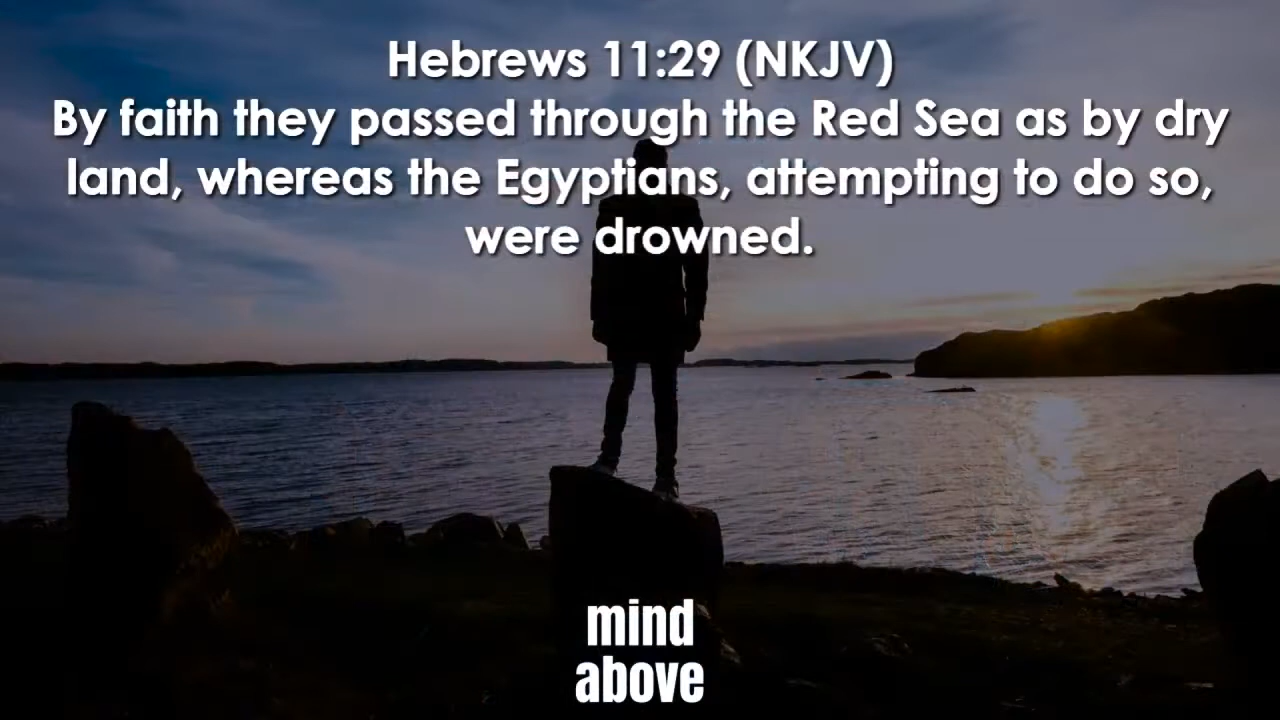 Hebrews 11:29 (NKJV)
By faith they passed through the Red Sea as by dry
land, whereas the Egyptians, attempting to do so,
were drowned.
mind
above